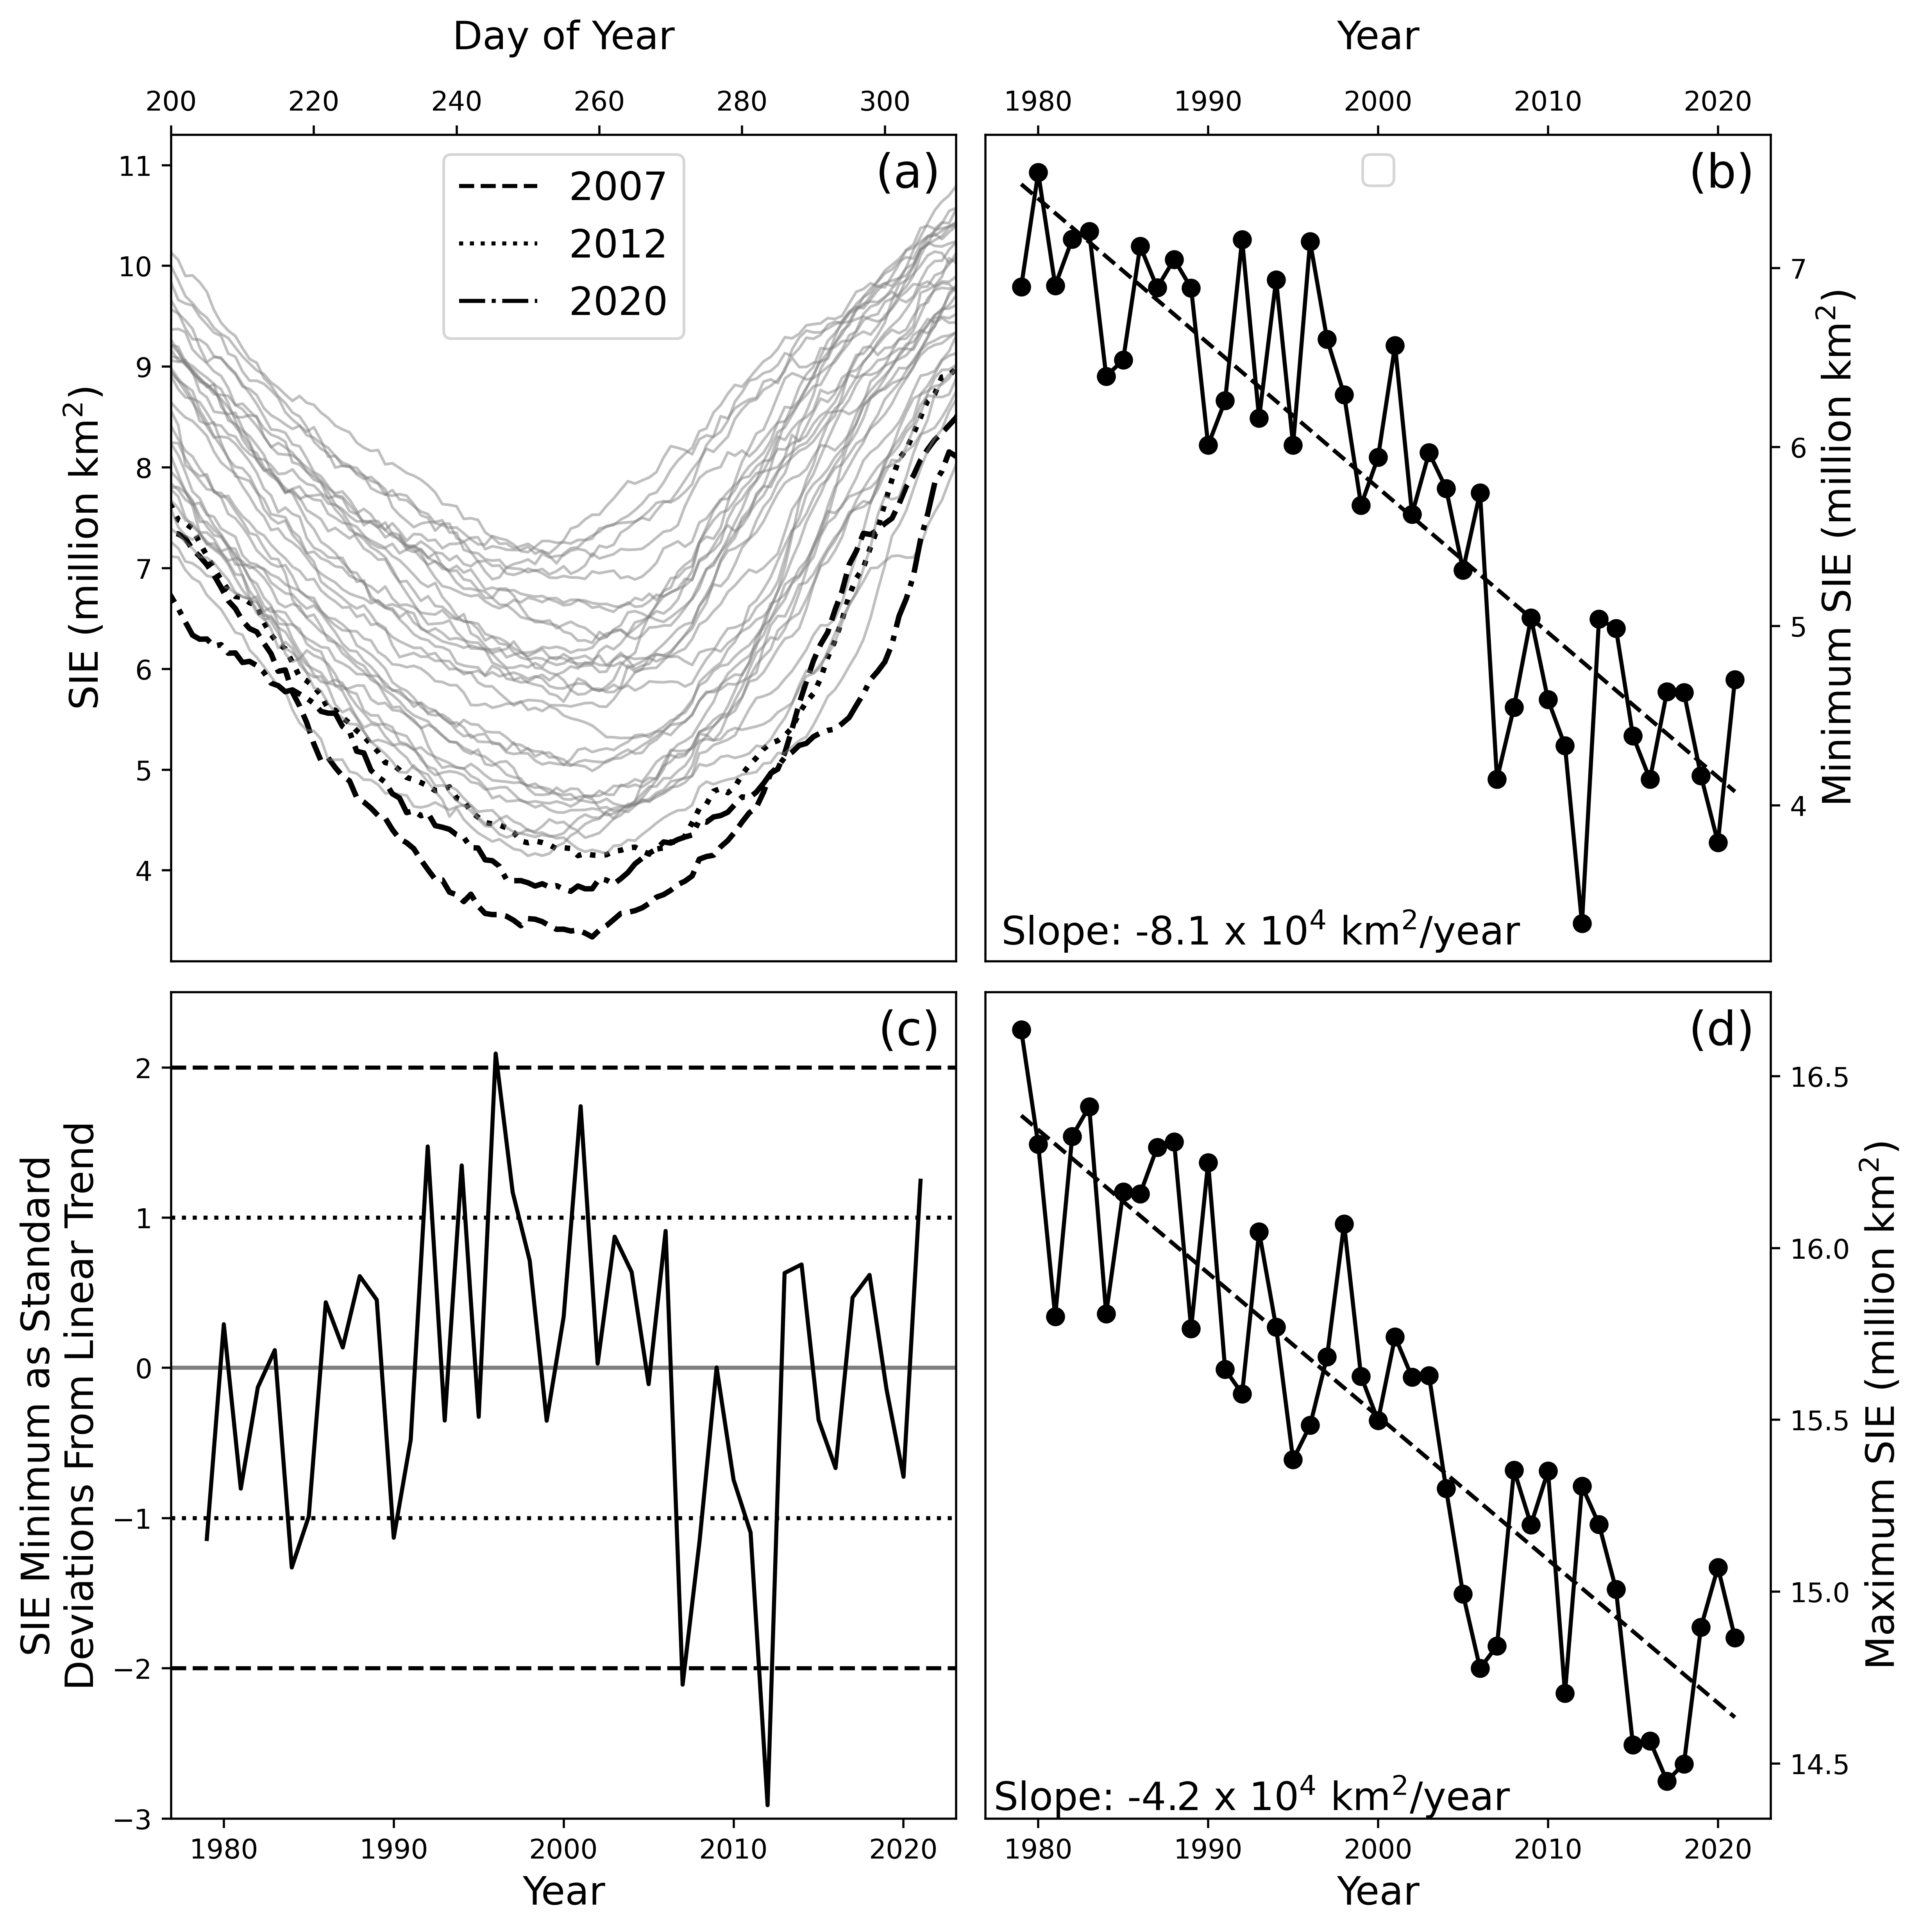 Day of Year
Year
200 220 240 260 280 300
1980 1990 2000 2010 2020
(a)
2007
2012
2020
11
10
9
8
7
6
5
4
SIE (million km²)
(b)
7
6
5
4
Minimum SIE (million km²)
Slope: -8.1 x 10⁴ km²/year
(c)
2
1
0
−1
−2
−3
SIE Minimum as Standard
Deviations From Linear Trend
1980 1990 2000 2010 2020
Year
(d)
16.5
16.0
15.5
15.0
14.5
Maximum SIE (million km²)
Slope: -4.2 x 10⁴ km²/year
1980 1990 2000 2010 2020
Year